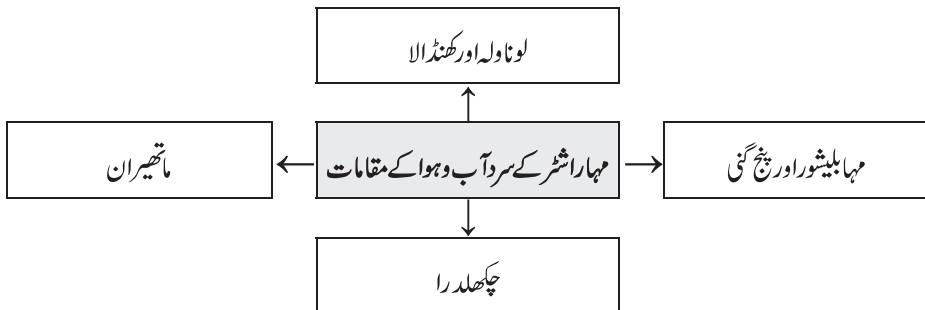 لوناولہ اور کھنڈالا
مہابلیشور اور پنچ گنی
مہاراشٹر کے سرد آب و ہوا کے مقامات
ماتھیران
چکھلدرا